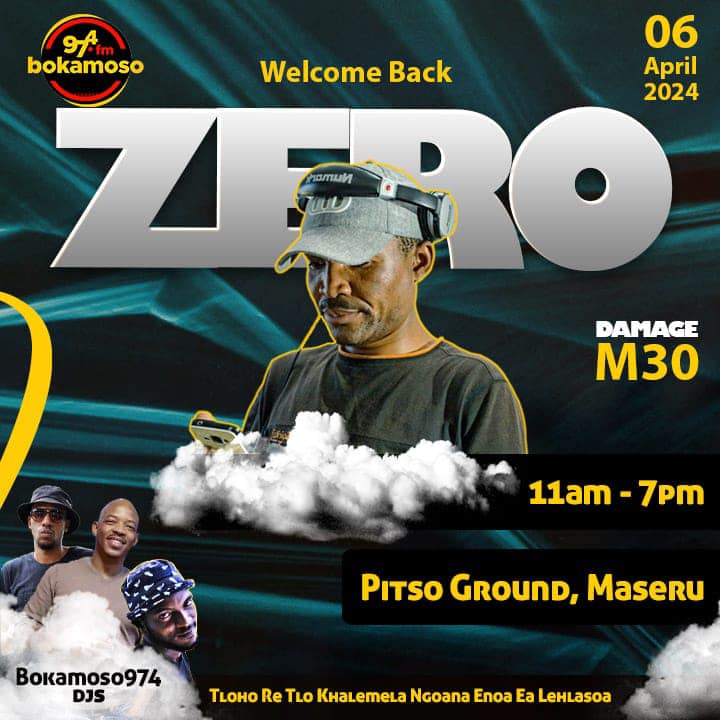 97.4 fm
bokamoso
Welcome Back
06
April
2024
ZERO
DAMAGE
M30
11am - 7pm
Pitso Ground, Maseru
Bokamoso974
DJS
Tloho Re Tlo Khalemela Ngoana Enoa Ea Lehlasoa